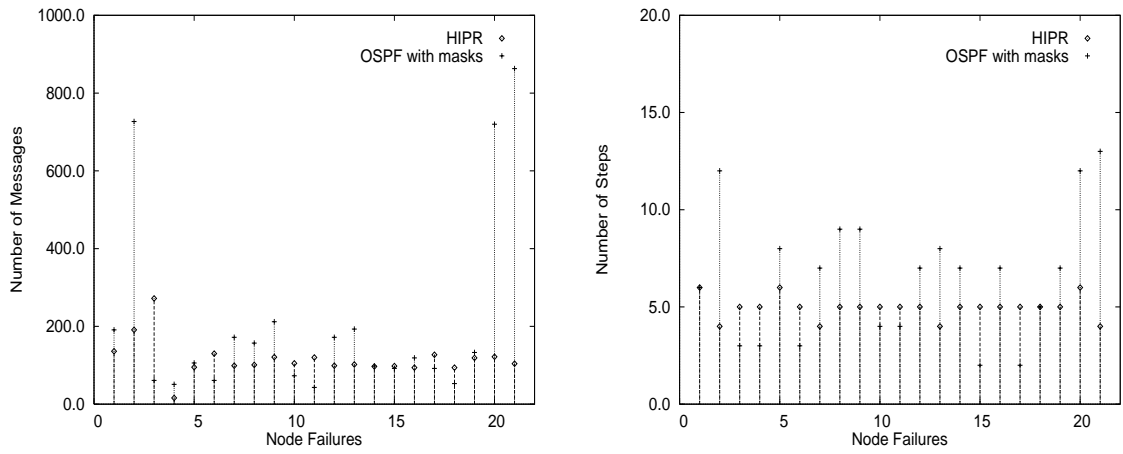 1000.0
800.0
600.0
400.0
200.0
0.0
0
5
10
15
20
Number of Messages
Node Failures
HIPR
OSPF with masks
20.0
15.0
10.0
5.0
0.0
0
5
10
15
20
Number of Steps
Node Failures
HIPR
OSPF with masks